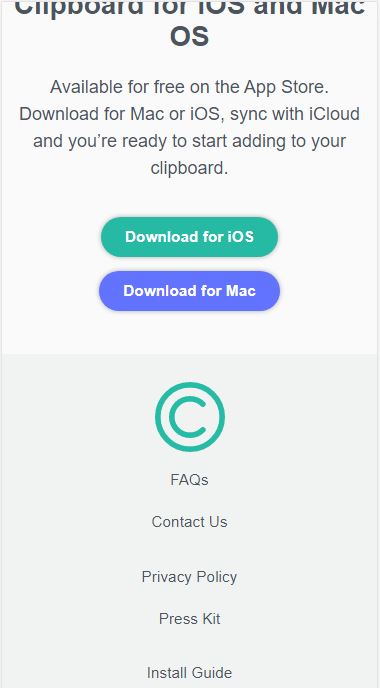 Clipboard for iOS and Mac
OS
Available for free on the App Store.
Download for Mac or iOS, sync with iCloud
and you’re ready to start adding to your
clipboard.
Download for iOS
Download for Mac
FAQs
Contact Us
Privacy Policy
Press Kit
Install Guide